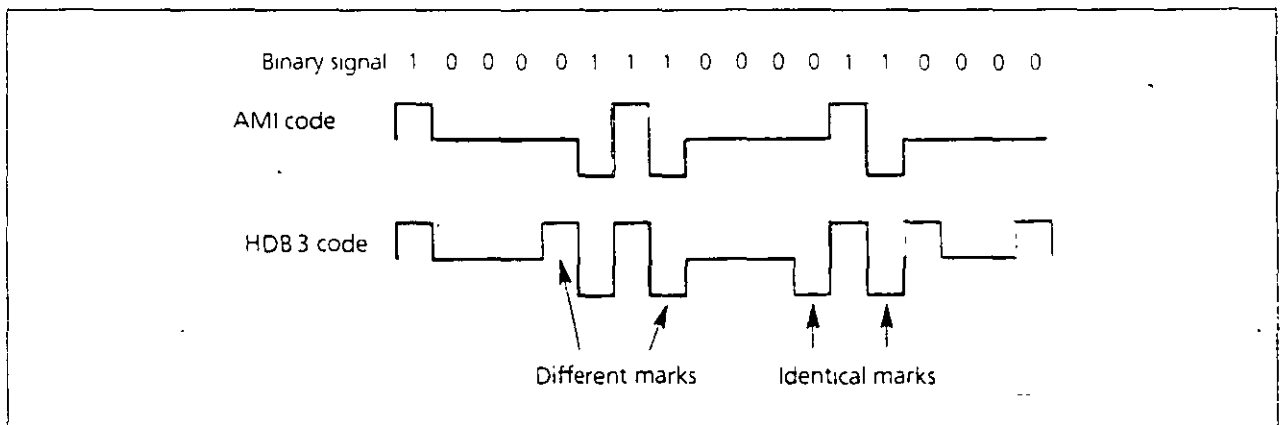 Binary signal 1 0 0 0 0 1 1 1 0 0 0 0 1 1 0 0 0 0
AMI code
HDB 3 code
Different marks Identical marks